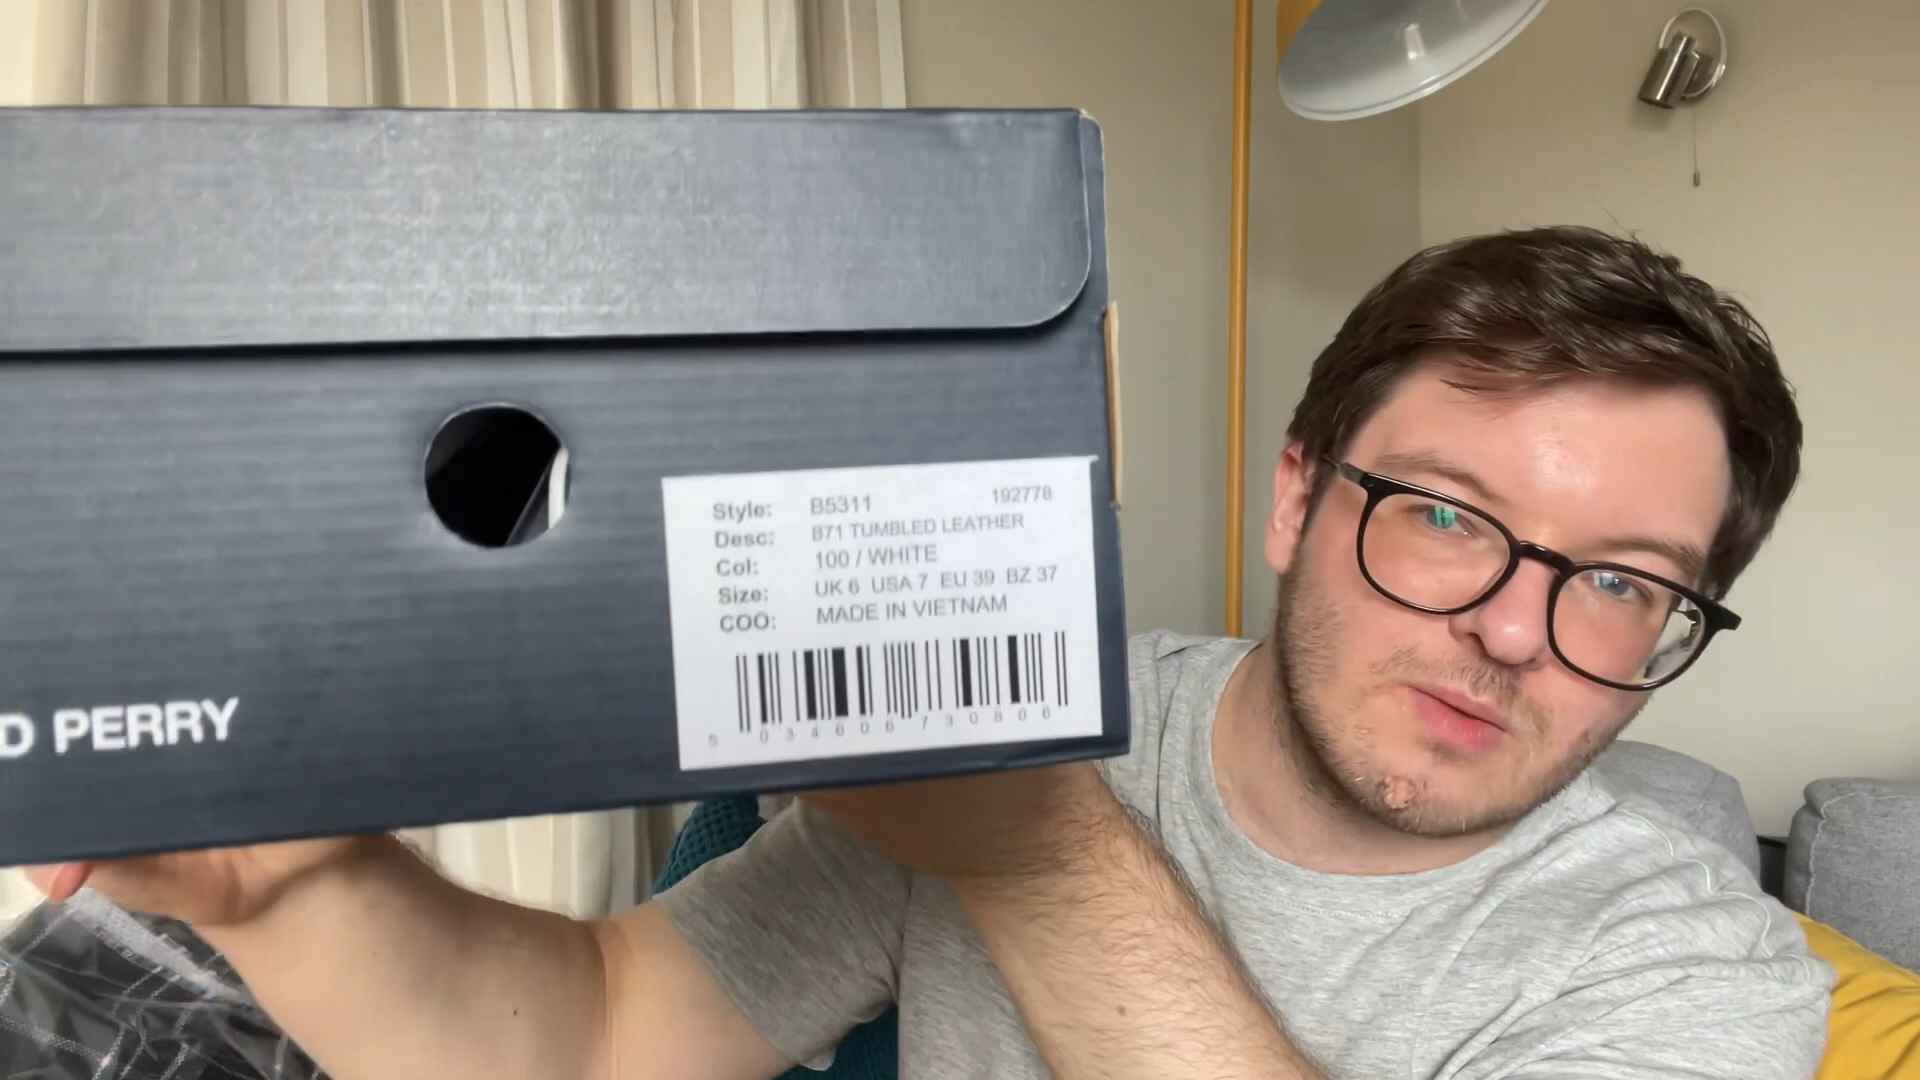 Style: B5311 192778
Desc: B71 TUMBLED LEATHER
Col: 100 / WHITE
Size: UK 6 USA 7 EU 39 BZ 37
COO: MADE IN VIETNAM
5 034606 730806
D PERRY